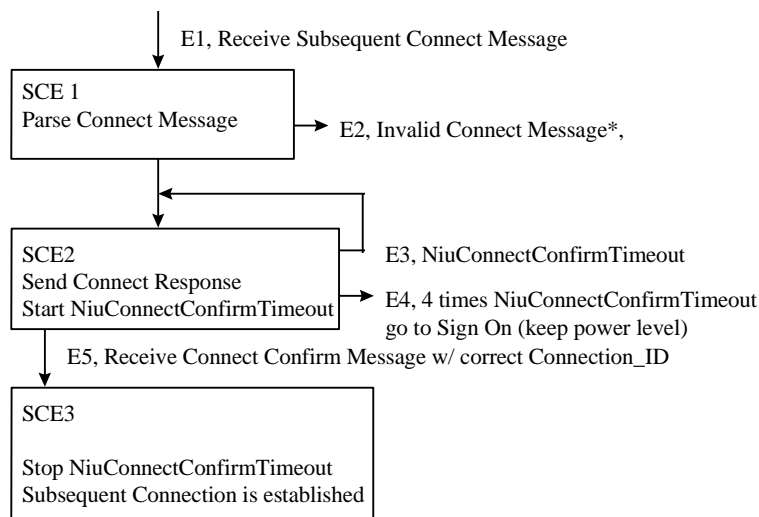 E1, Receive Subsequent Connect Message
SCE 1
Parse Connect Message
E2, Invalid Connect Message*,
SCE2
Send Connect Response
Start NiuConnectConfirmTimeout
E3, NiuConnectConfirmTimeout
E4, 4 times NiuConnectConfirmTimeout
go to Sign On (keep power level)
E5, Receive Connect Confirm Message w/ correct Connection_ID
SCE3
Stop NiuConnectConfirmTimeout
Subsequent Connection is established